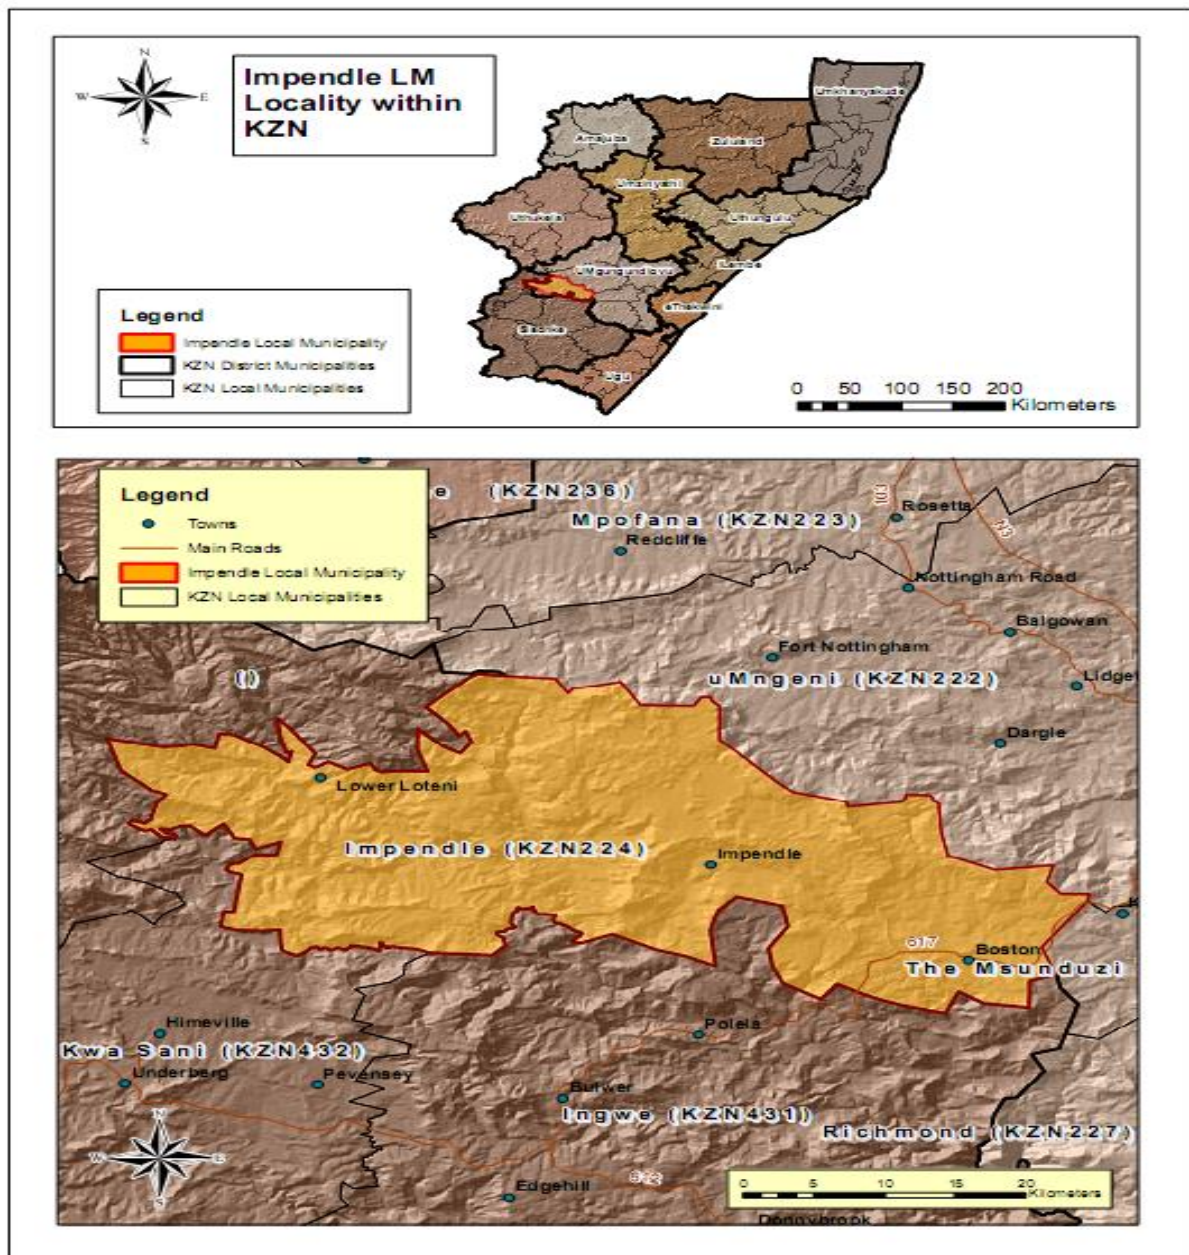 N
W E
S
Impendle LM
Locality within
KZN
Umkhanyakude
Amajuba
Zululand
Umzinyathi
Uthukela
Uthungulu
UMgungundlovu
iLembe
eThekwini
Sisonke
Ugu
Legend
Impendle Local Municipality
KZN District Municipalities
KZN Local Municipalities
0 50 100 150 200
Kilometers
Legend
Towns
Main Roads
Impendle Local Municipality
KZN Local Municipalities
e (KZN236)
Mpofana (KZN223)
Redcliffe
103
Rosetta
N3
Nottingham Road
Balgowan
Fort Nottingham
uMngeni (KZN222)
Lidget
()
Dargle
Lower Loteni
Impendle (KZN224)
Impendle
K
617
Boston
The Msunduzi
Himeville
Polela
Kwa Sani (KZN432)
Underberg
Pevensey
Bulwer
Ingwe (KZN431)
Richmond (KZN227)
N
W E
S
612
Edgehill
0 5 10 15 20
Kilometers
Donnybrook